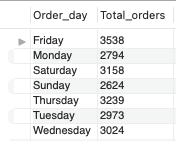 Order_day Total_orders
Friday 3538
Monday 2794
Saturday 3158
Sunday 2624
Thursday 3239
Tuesday 2973
Wednesday 3024